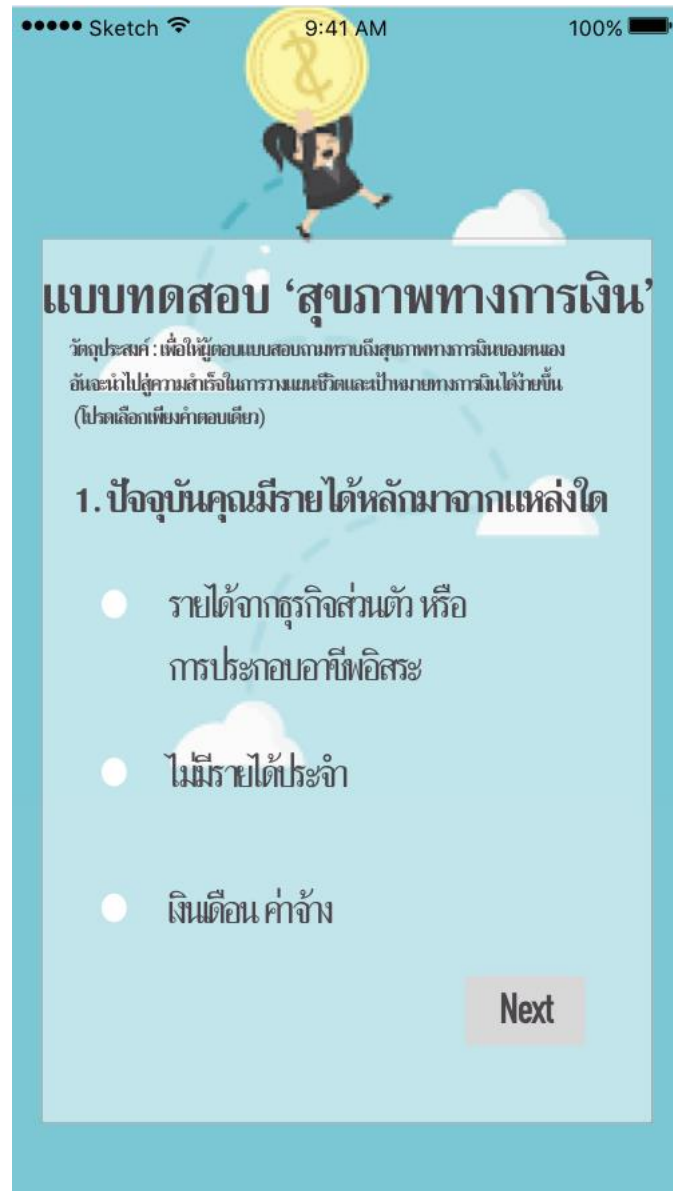 Sketch 9:41 AM 100%
แบบทดสอบ ‘สุขภาพทางการเงิน’
วัตถุประสงค์ : เพื่อให้ผู้ตอบแบบสอบถามทราบถึงสุขภาพทางการเงินของตนเอง
อันจะนำไปสู่ความสำเร็จในการวางแผนชีวิตและเป้าหมายทางการเงินได้ง่ายขึ้น
(โปรดเลือกเพียงคำตอบเดียว)
1. ปัจจุบันคุณมีรายได้หลักมาจากแหล่งใด
รายได้จากธุรกิจส่วนตัว หรือ
การประกอบอาชีพอิสระ
ไม่มีรายได้ประจำ
เงินเดือน ค่าจ้าง
Next